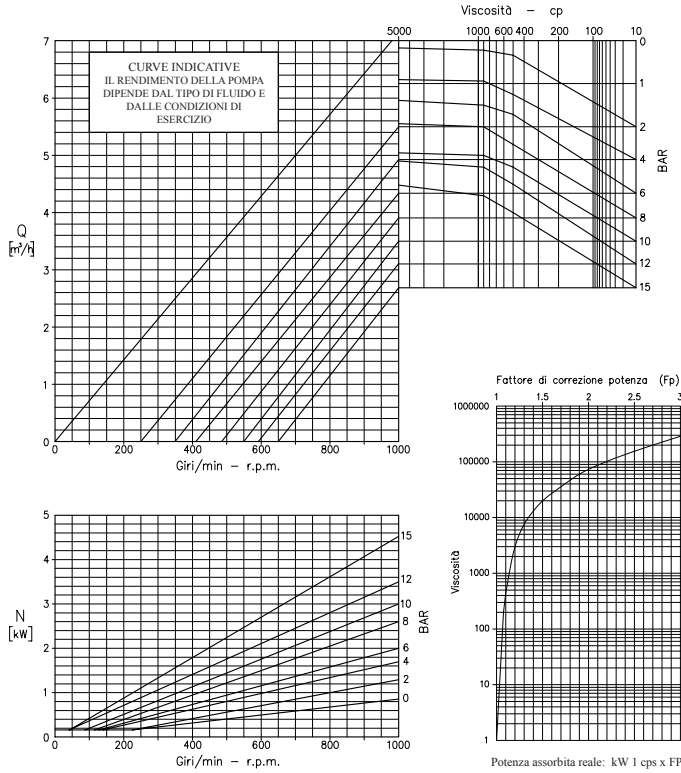 Viscosità – cp
5000 1000 600 400 200 100 10
CURVE INDICATIVE
IL RENDIMENTO DELLA POMPA
DIPENDE DAL TIPO DI FLUIDO E
DALLE CONDIZIONI DI
ESERCIZIO
7
6
5
4
3
2
1
0
Q
[m³/h]
0 200 400 600 800 1000
Giri/min – r.p.m.
0
1
2
4
6
8
10
12
15
BAR
5
4
3
2
1
0
N
[kW]
15
12
10
8
6
4
2
0
BAR
0 200 400 600 800 1000
Giri/min – r.p.m.
Fattore di correzione potenza (Fp)
1 1.5 2 2.5 3
1000000
100000
10000
1000
100
10
1
Viscosità
Potenza assorbita reale: kW 1 cps x FP